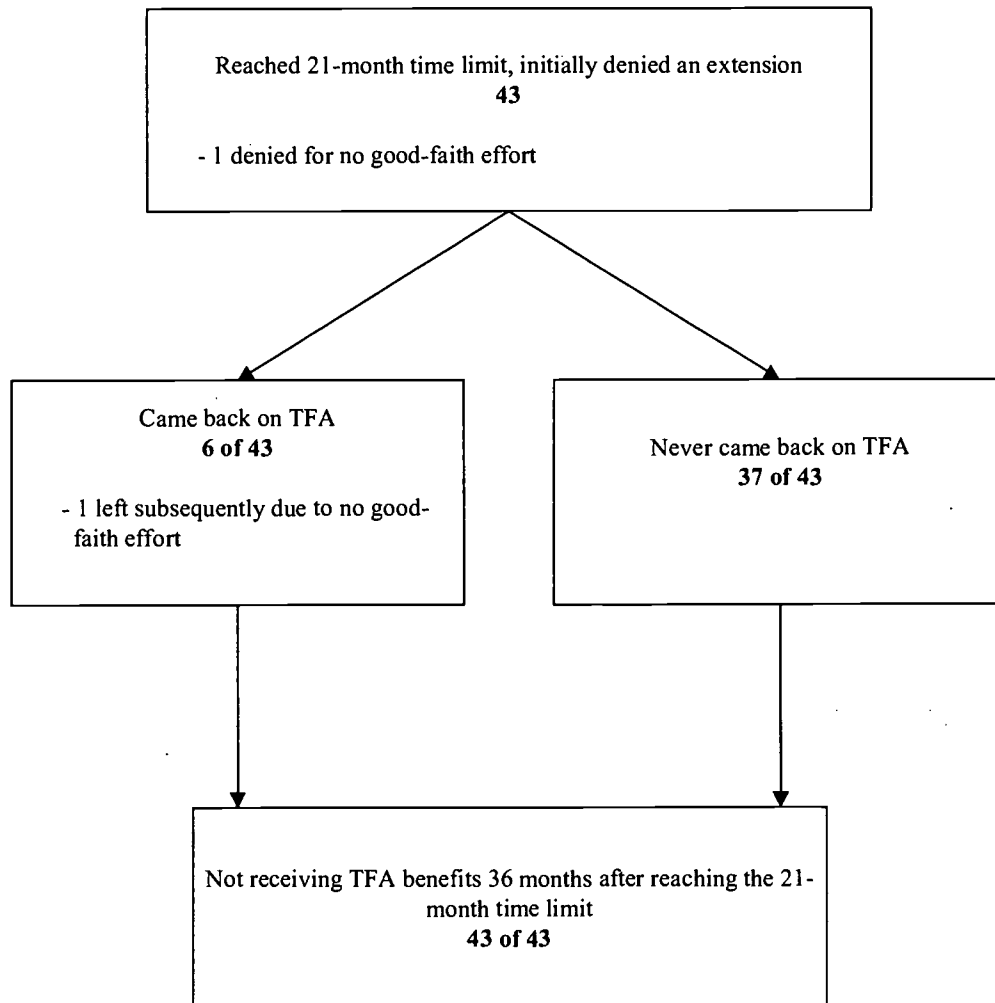 Reached 21-month time limit, initially denied an extension
43
- 1 denied for no good-faith effort
Came back on TFA
6 of 43
- 1 left subsequently due to no good-
faith effort
Never came back on TFA
37 of 43
Not receiving TFA benefits 36 months after reaching the 21-
month time limit
43 of 43